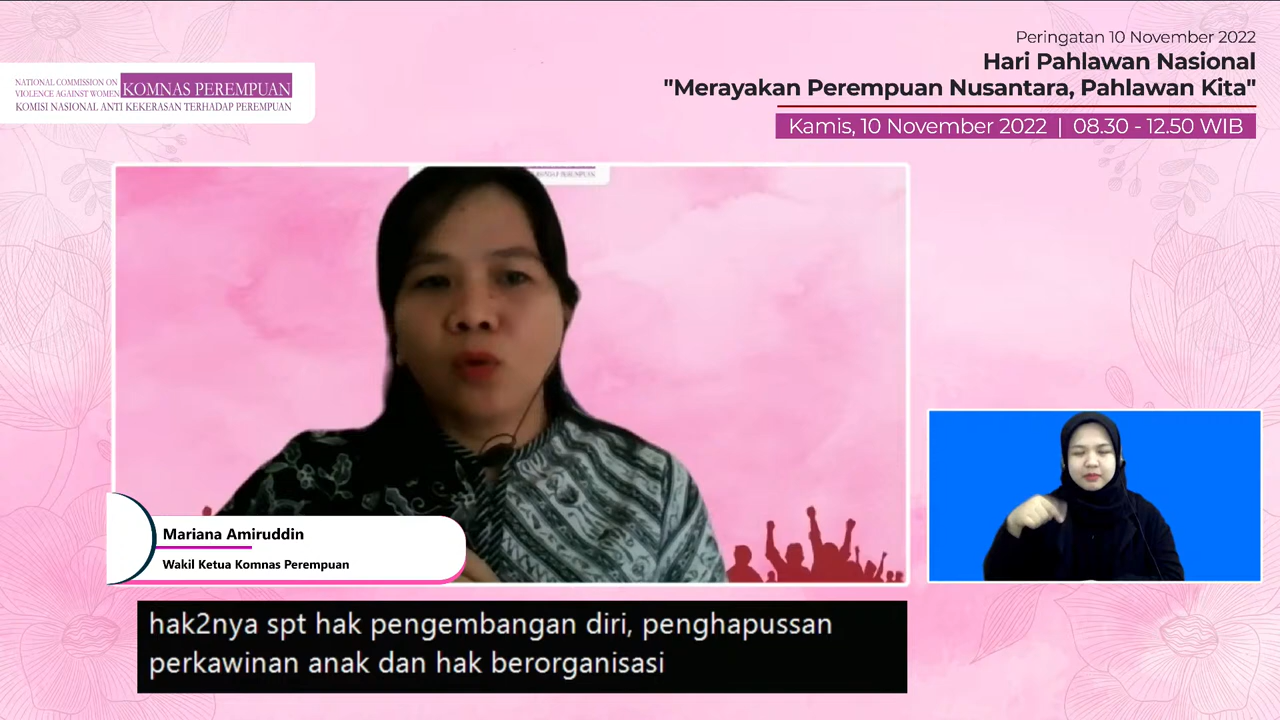 Peringatan 10 November 2022
Hari Pahlawan Nasional
"Merayakan Perempuan Nusantara, Pahlawan Kita"
Kamis, 10 November 2022 | 08.30 - 12.50 WIB
NATIONAL COMMISSION ON
VIOLENCE AGAINST WOMEN
KOMNAS PEREMPUAN
KOMISI NASIONAL ANTI KEKERASAN TERHADAP PEREMPUAN
Mariana Amiruddin
Wakil Ketua Komnas Perempuan
hak2nya spt hak pengembangan diri, penghapussan
perkawinan anak dan hak berorganisasi